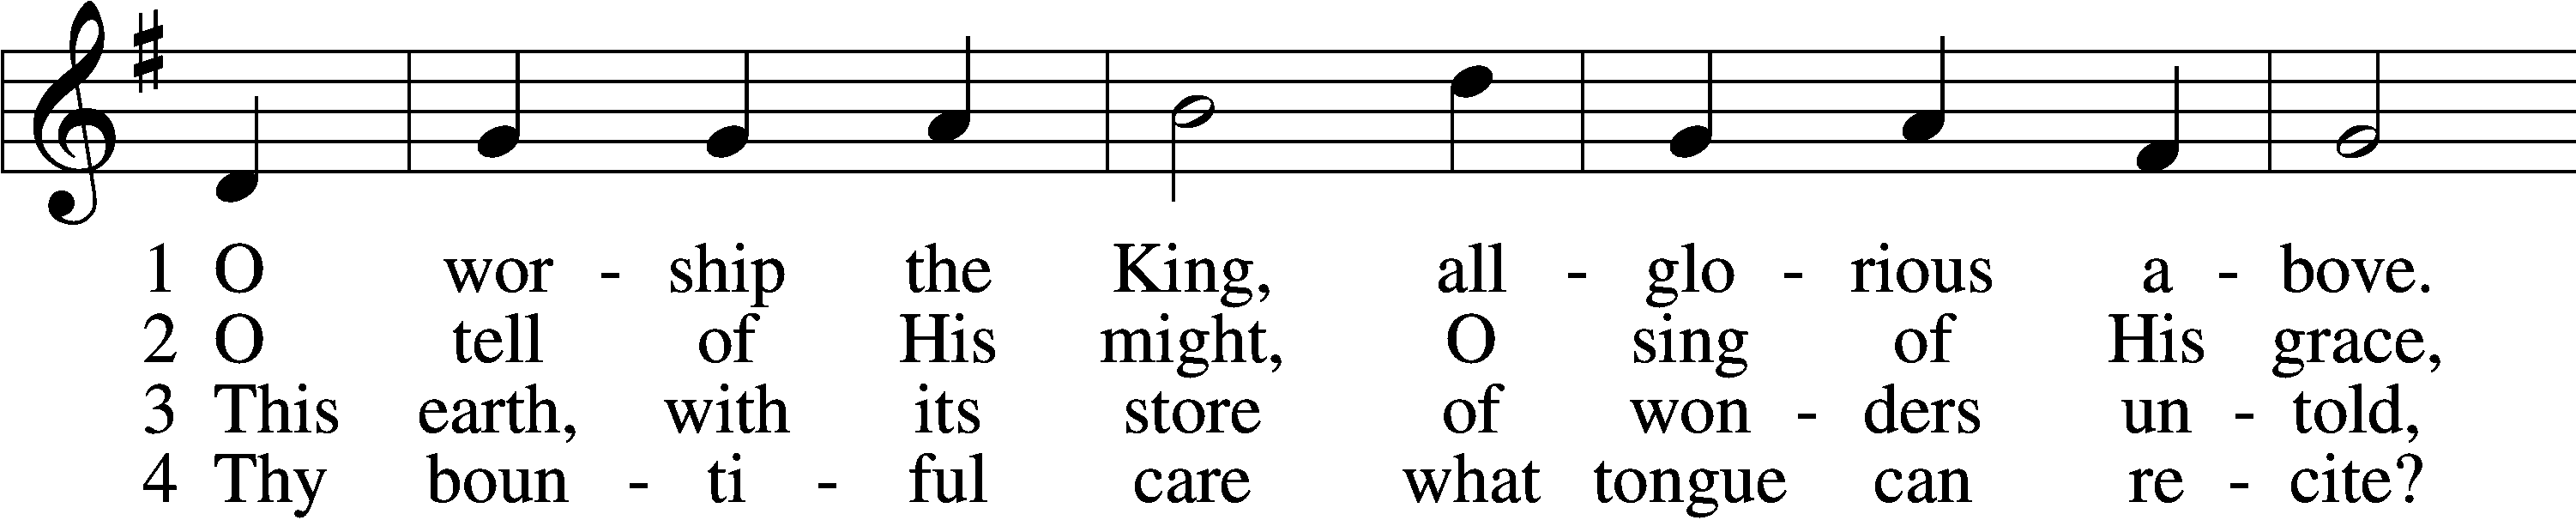 1 O wor - ship the King, all - glo - rious a - bove.
2 O tell of His might, O sing of His grace,
3 This earth, with its store of won - ders un - told,
4 Thy boun - ti - ful care what tongue can re - cite?